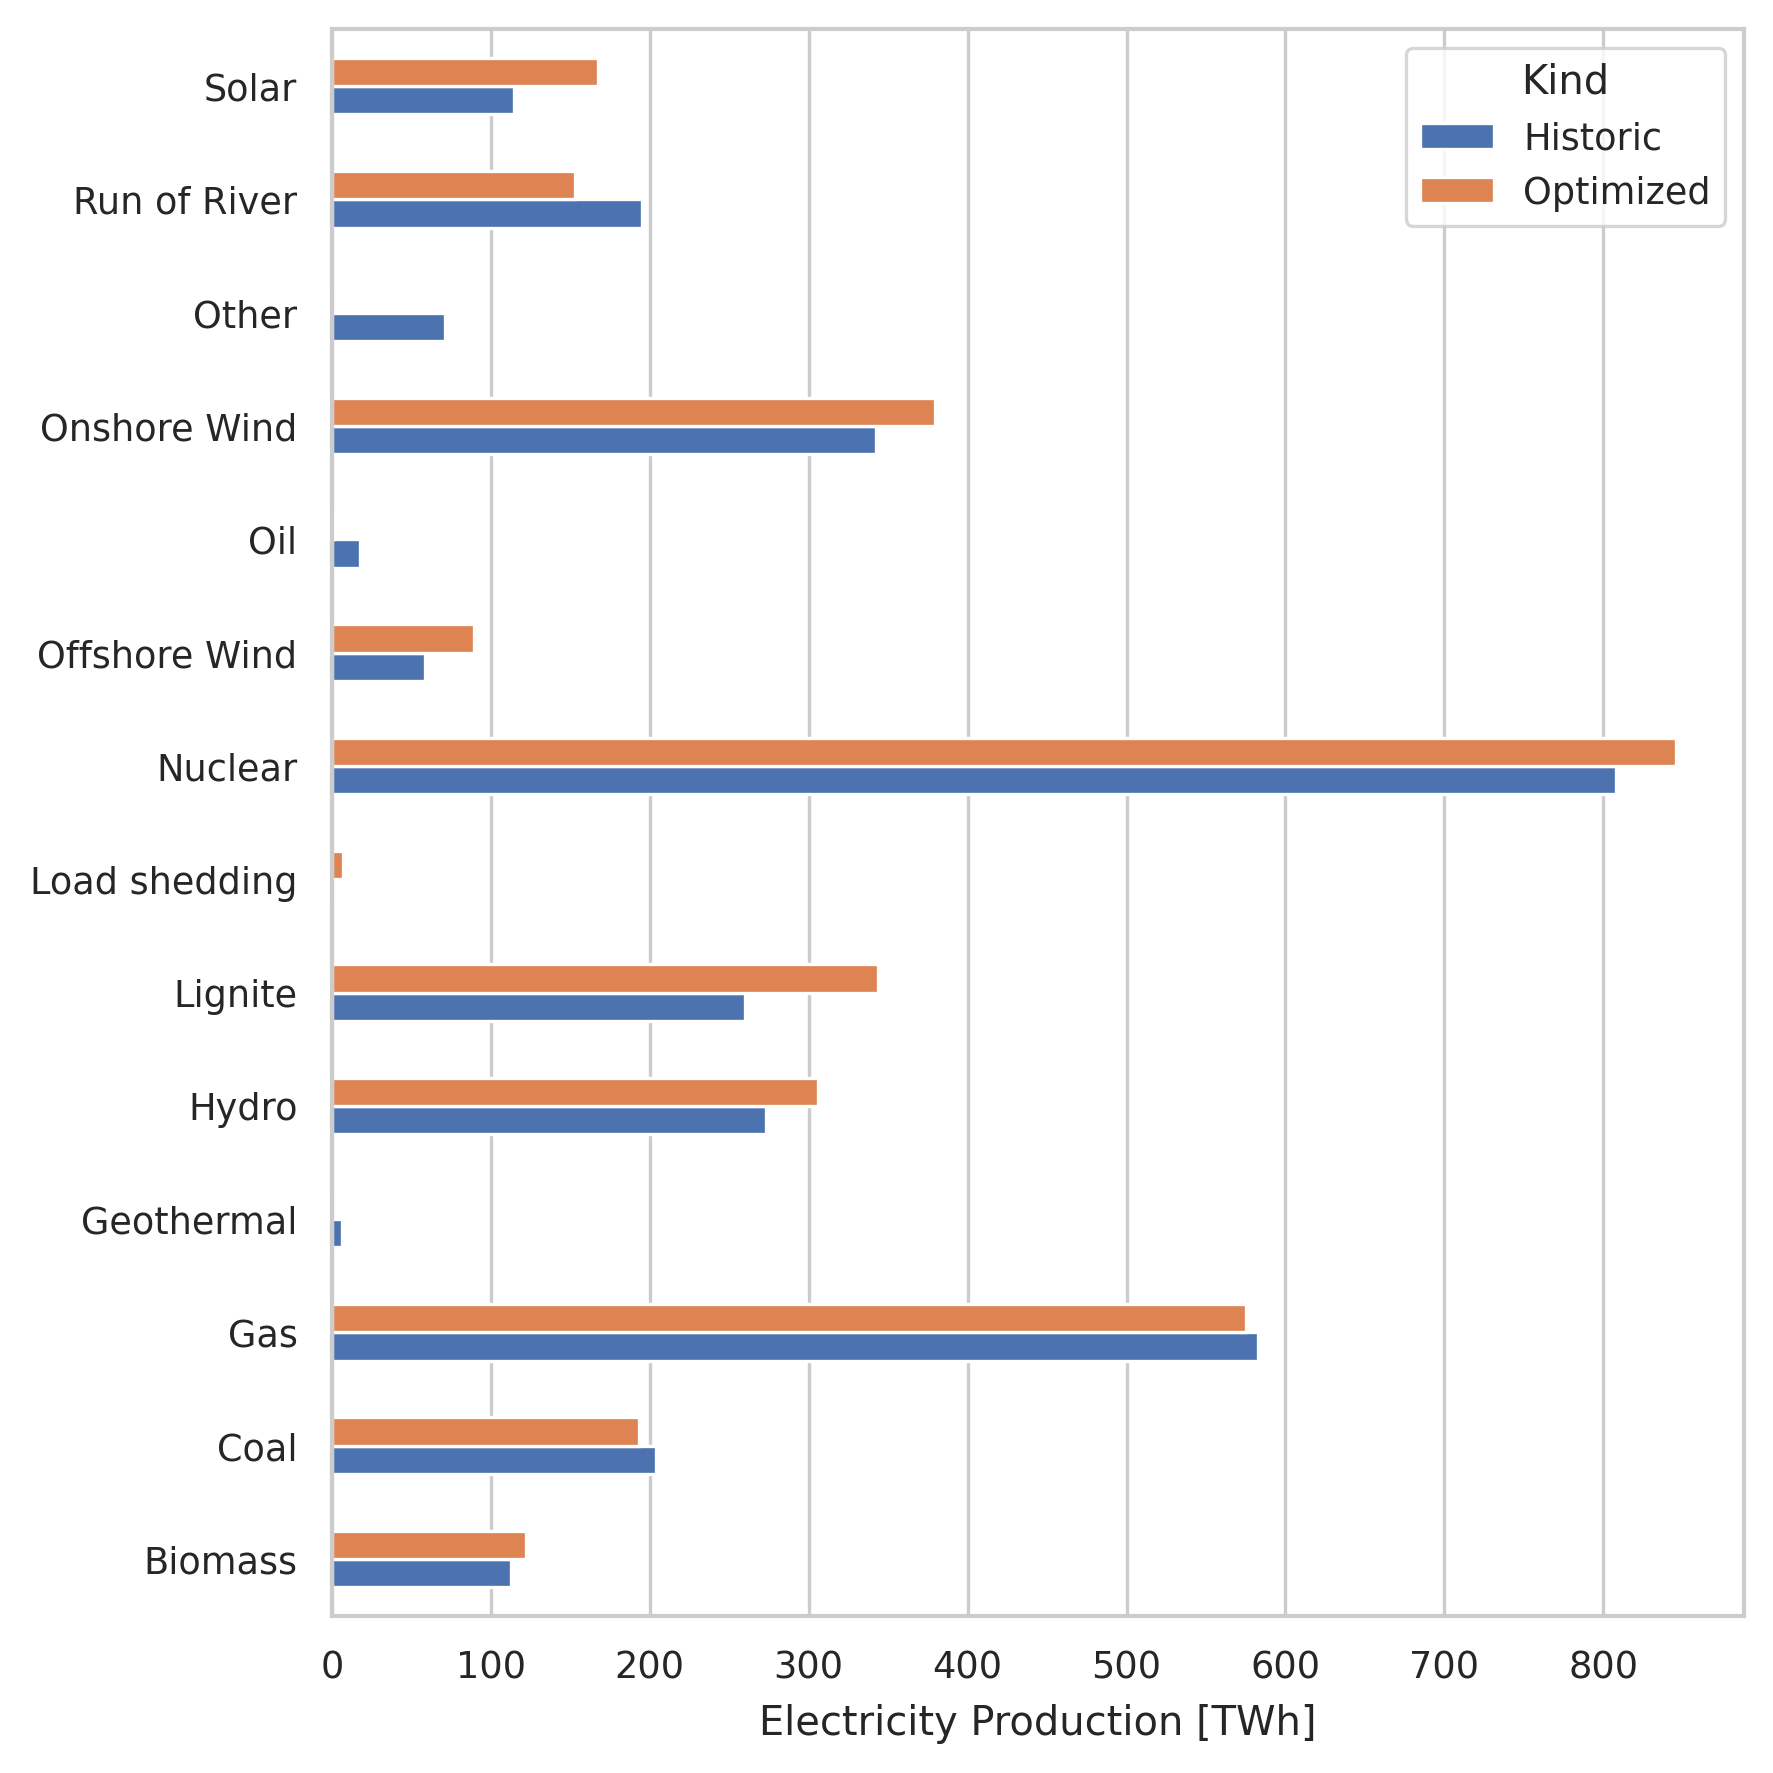 Kind
Historic
Optimized
Solar
Run of River
Other
Onshore Wind
Oil
Offshore Wind
Nuclear
Load shedding
Lignite
Hydro
Geothermal
Gas
Coal
Biomass
0 100 200 300 400 500 600 700 800
Electricity Production [TWh]